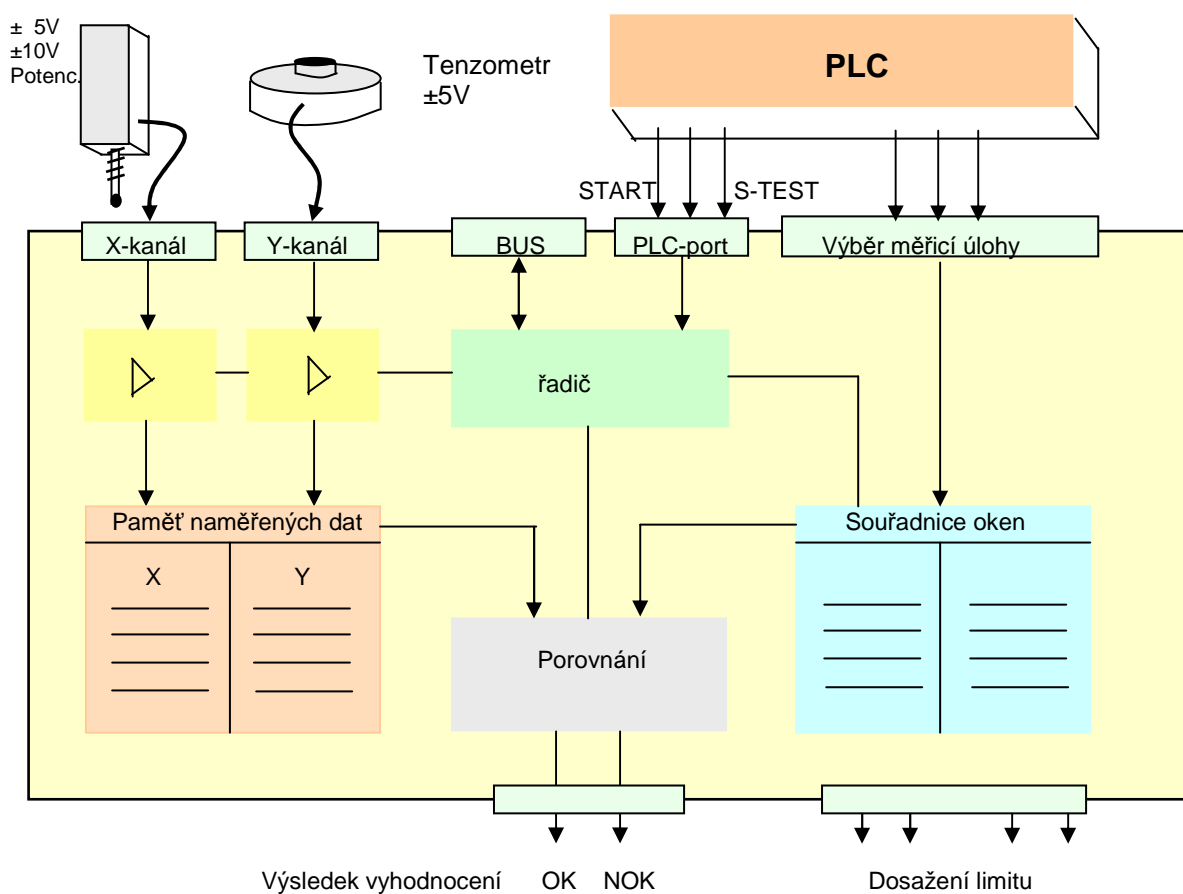 ± 5V
±10V
Potenc.
Tenzometr
±5V
PLC
START
S-TEST
X-kanál
Y-kanál
BUS
PLC-port
Výběr měřicí úlohy
řadič
Paměť naměřených dat
X
Y
Souřadnice oken
Porovnání
Výsledek vyhodnocení
OK
NOK
Dosažení limitu